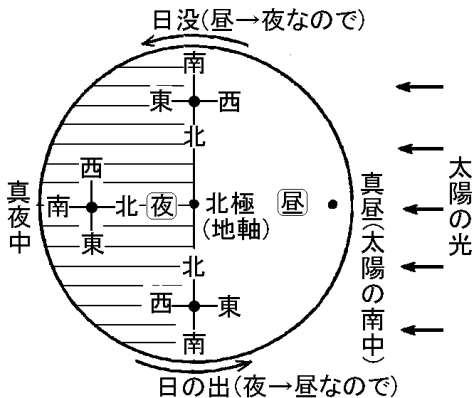 日没(昼→夜なので)
南
東 西
北
西
南 北
東
夜
北極
(地軸)
昼
真夜中
真昼(太陽の南中)
太陽の光
北
西 東
南
日の出(夜→昼なので)